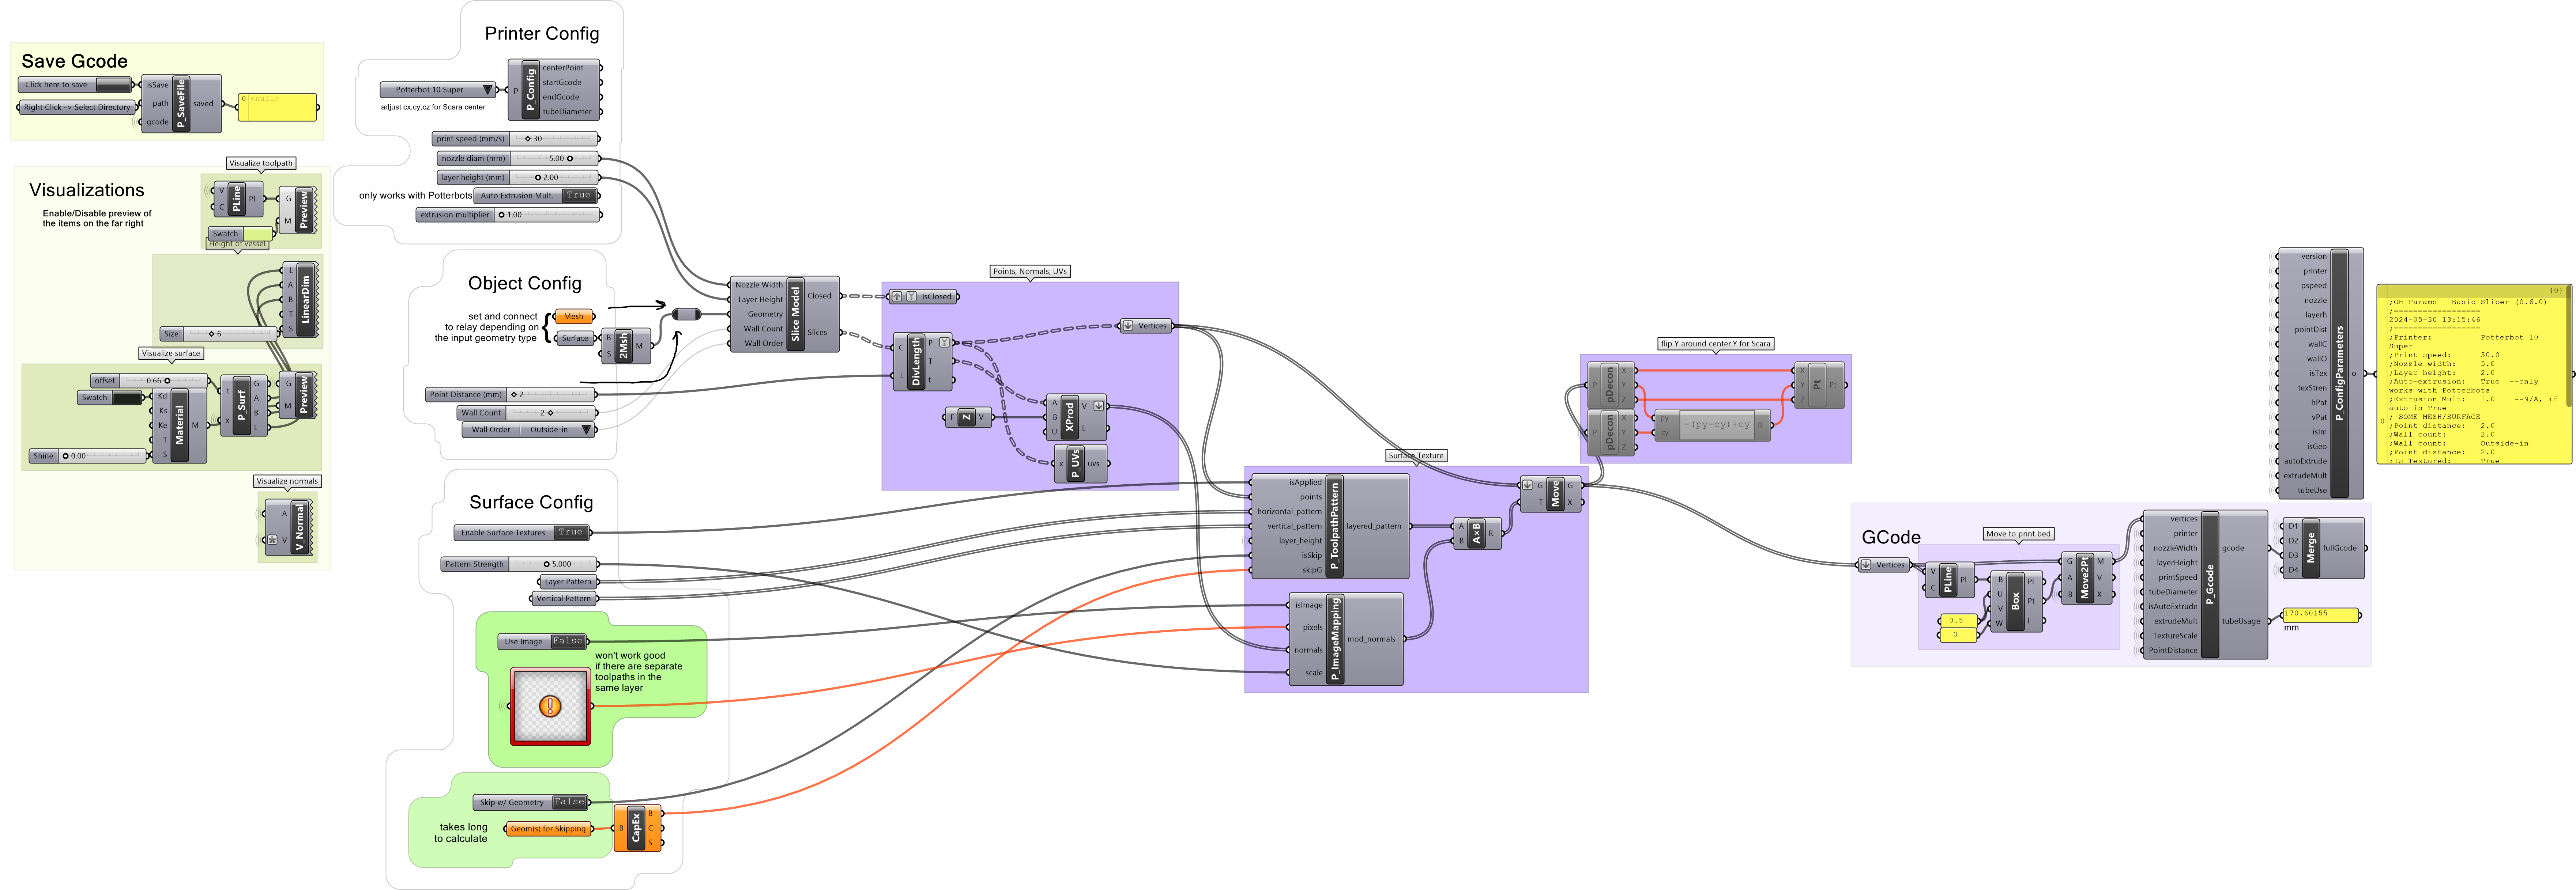 Save Gcode
Click here to save
Right Click -> Select Directory
isSave
path
gcode
P_SaveFile
saved
0 <null>
Visualizations
Enable/Disable preview of
the items on the far right
Visualize toolpath
V
C
PLine
Pl
G
M
Preview
Swatch
Height of vessel
L
A
B
T
S
LinearDim
Size
6
Visualize surface
offset
0.66
Swatch
Kd
Ks
Ke
T
S
Material
M
Shine
0.00
t
x
P_Surf
G
A
B
L
G
M
Preview
Visualize normals
A
V
V_Normal
Printer Config
Potterbot 10 Super
adjust cx,cy,cz for Scara center
p
P_Config
centerPoint
startGcode
endGcode
tubeDiameter
print speed (mm/s)
30
nozzle diam (mm)
5.00
layer height (mm)
2.00
only works with Potterbots
Auto Extrusion Mult.
True
extrusion multiplier
1.00
Object Config
set and connect
to relay depending on
the input geometry type
Mesh
Surface
B
S
2Msh
M
Point Distance (mm)
2
Wall Count
2
Wall Order
Outside-in
Surface Config
Enable Surface Textures
True
Pattern Strength
5.000
Layer Pattern
Vertical Pattern
Use Image
False
won't work good
if there are separate
toolpaths in the
same layer
Skip w/ Geometry
False
takes long
to calculate
Geom(s) for Skipping
B
CapEx
B
C
S
Nozzle Width
Layer Height
Geometry
Wall Count
Wall Order
Slice Model
Closed
Slices
Points, Normals, UVs
IsClosed
C
L
DivLength
P
T
t
Vertices
F
Z
V
A
B
U
XProd
V
L
x
P_UVs
uvs
Surface Texture
isApplied
points
horizontal_pattern
vertical_pattern
layer_height
isSkip
skipG
P_ToolpathPattern
layered_pattern
isImage
pixels
normals
scale
P_ImageMapping
mod_normals
A
B
A×B
R
G
T
Move
G
X
flip Y around center.Y for Scara
P
pDecon
X
Y
Z
P
pDecon
X
Y
Z
py
cy
-(py-cy)+cy
R
X
Y
Z
Pt
Pt
GCode
Vertices
Move to print bed
V
C
PLine
Pl
0.5
0
B
U
V
W
Box
Pl
Pt
I
G
A
B
Move2Pt
M
V
X
vertices
printer
nozzleWidth
layerHeight
printSpeed
tubeDiameter
isAutoExtrude
extrudeMult
TextureScale
PointDistance
P_Gcode
gcode
tubeUsage
D1
D2
D3
D4
Merge
fullGcode
170.60155
mm
version
printer
pspeed
nozzle
layerh
pointDist
wallC
wallO
isTex
texStren
hPat
vPat
isIm
isGeo
autoExtrude
extrudeMult
tubeUse
P_ConfigParameters
o
{0}
0
;GH Params - Basic Slicer (0.6.0)
;==================
2024-05-30 13:15:46
;==================
;Printer: Potterbot 10
Super
;Print speed: 30.0
;Nozzle width: 5.0
;Layer height: 2.0
;Auto-extrusion: True --only
works with Potterbots
;Extrusion Mult: 1.0 --N/A, if
auto is True
; SOME MESH/SURFACE
;Point distance: 2.0
;Wall count: 2.0
;Wall count: Outside-in
;Point distance: 2.0
;Is Textured: True